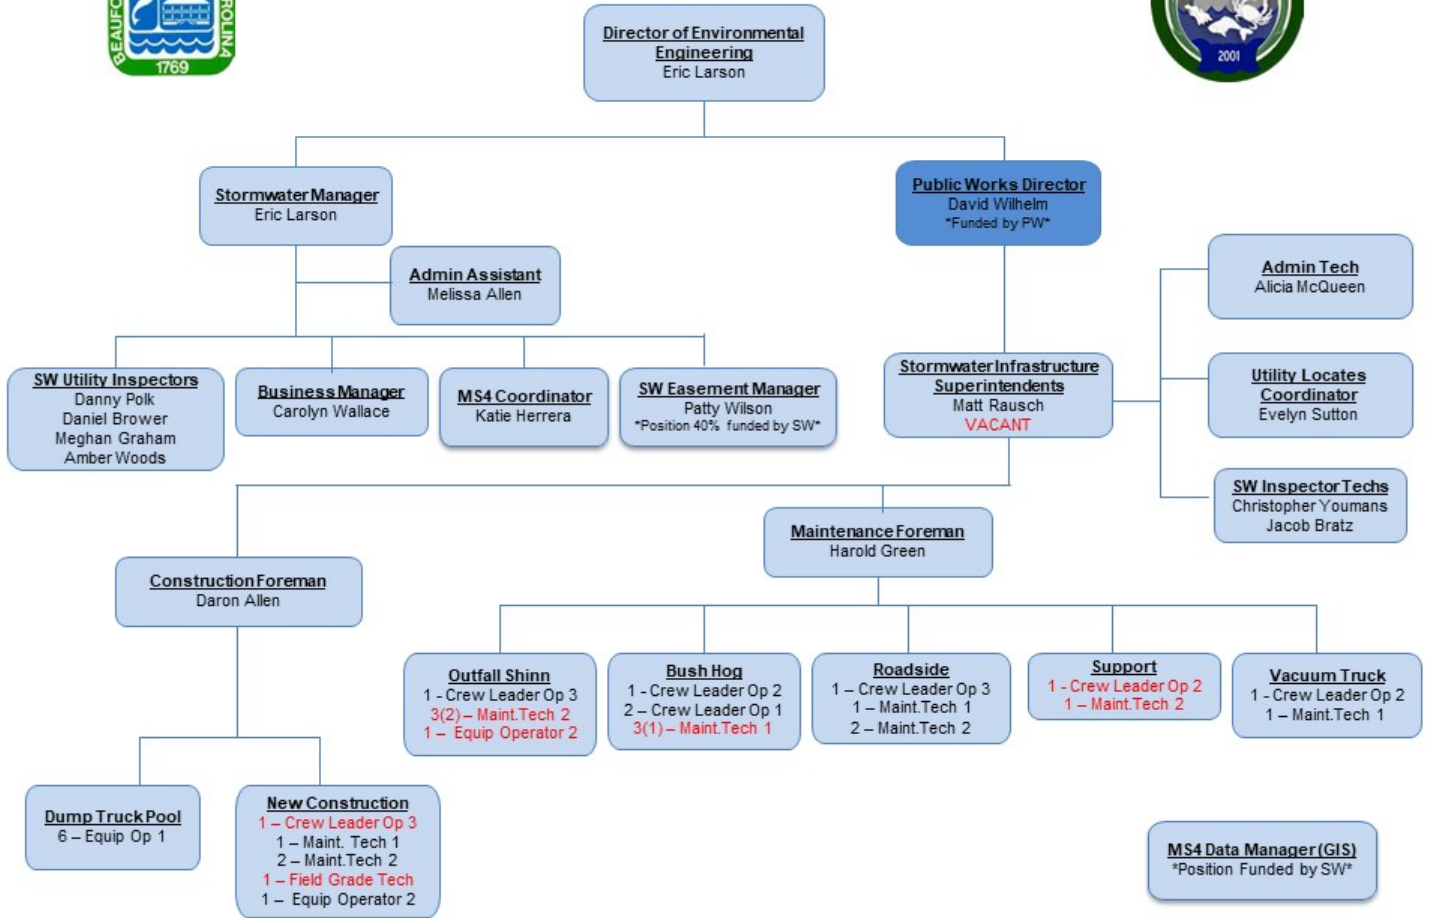 BEAUFO
ROLINA
1769
2001
Director of Environmental
Engineering
Eric Larson
Stormwater Manager
Eric Larson
Public Works Director
David Wilhelm
*Funded by PW*
Admin Assistant
Melissa Allen
Admin Tech
Alicia McQueen
SW Utility Inspectors
Danny Polk
Daniel Brower
Meghan Graham
Amber Woods
Business Manager
Carolyn Wallace
MS4 Coordinator
Katie Herrera
SW Easement Manager
Patty Wilson
*Position 40% funded by SW*
Stormwater Infrastructure
Superintendents
Matt Rausch
VACANT
Utility Locates
Coordinator
Evelyn Sutton
SW Inspector Techs
Christopher Youmans
Jacob Bratz
Maintenance Foreman
Harold Green
Construction Foreman
Daron Allen
Outfall Shinn
1 - Crew Leader Op 3
3(2) – Maint.Tech 2
1 – Equip Operator 2
Bush Hog
1 - Crew Leader Op 2
2 – Crew Leader Op 1
3(1) – Maint.Tech 1
Roadside
1 – Crew Leader Op 3
1 – Maint.Tech 1
2 – Maint.Tech 2
Support
1 - Crew Leader Op 2
1 – Maint.Tech 2
Vacuum Truck
1 - Crew Leader Op 2
1 – Maint.Tech 1
Dump Truck Pool
6 – Equip Op 1
New Construction
1 – Crew Leader Op 3
1 – Maint. Tech 1
2 – Maint.Tech 2
1 – Field Grade Tech
1 – Equip Operator 2
MS4 Data Manager (GIS)
*Position Funded by SW*